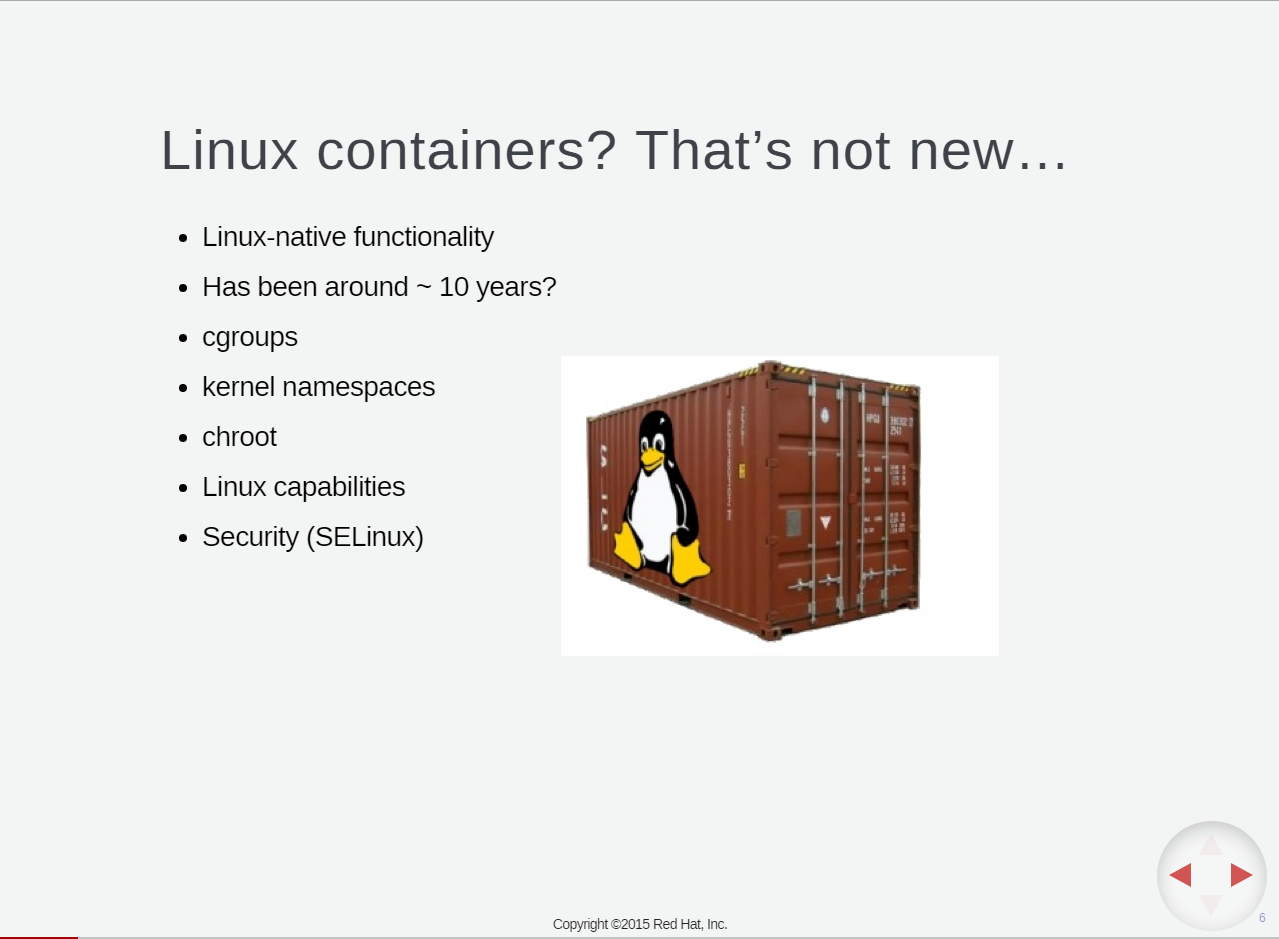 Linux containers? That’s not new…
Linux-native functionality
Has been around ~ 10 years?
cgroups
kernel namespaces
chroot
Linux capabilities
Security (SELinux)
Copyright ©2015 Red Hat, Inc.
6